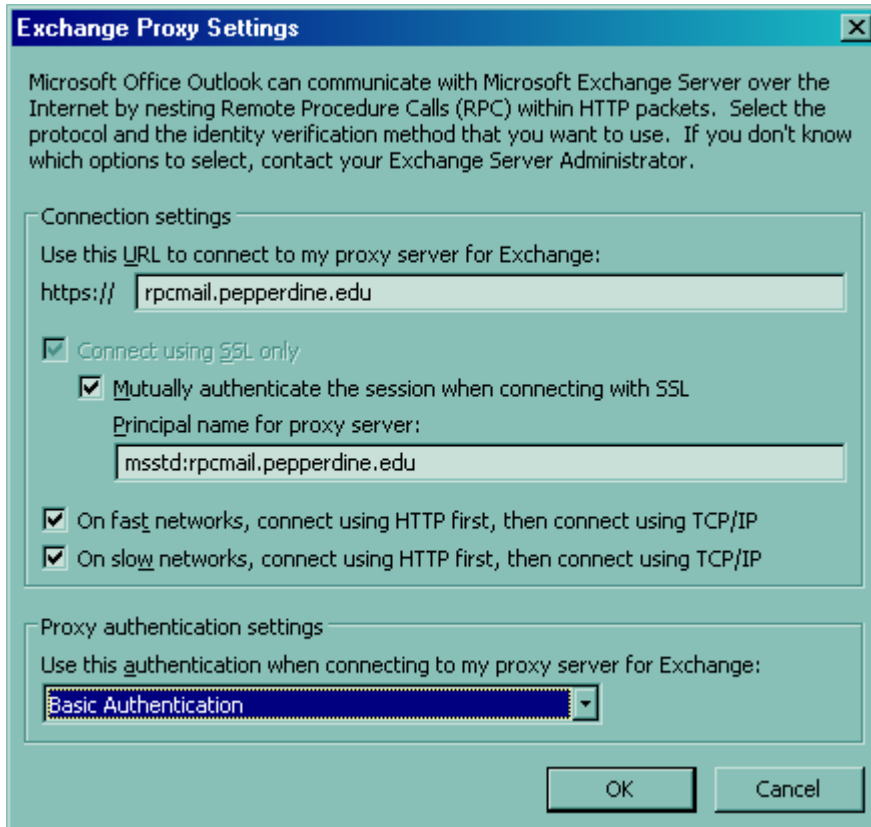 Exchange Proxy Settings
Microsoft Office Outlook can communicate with Microsoft Exchange Server over the
Internet by nesting Remote Procedure Calls (RPC) within HTTP packets.  Select the
protocol and the identity verification method that you want to use.  If you don't know
which options to select, contact your Exchange Server Administrator.
Connection settings
Use this URL to connect to my proxy server for Exchange:
https:// rpcmail.pepperdine.edu
Connect using SSL only
Mutually authenticate the session when connecting with SSL
Principal name for proxy server:
msstd:rpcmail.pepperdine.edu
On fast networks, connect using HTTP first, then connect using TCP/IP
On slow networks, connect using HTTP first, then connect using TCP/IP
Proxy authentication settings
Use this authentication when connecting to my proxy server for Exchange:
Basic Authentication
OK Cancel